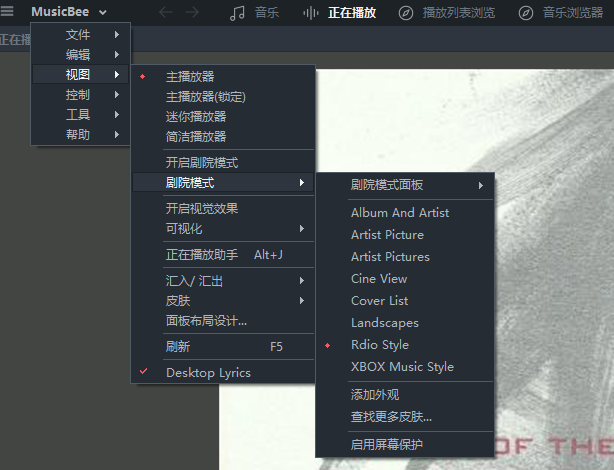 MusicBee
音乐
正在播放
播放列表浏览
音乐浏览器
正在播
文件
编辑
视图
控制
工具
帮助
主播放器
主播放器(锁定)
迷你播放器
简洁播放器
开启剧院模式
剧院模式
开启视觉效果
可视化
正在播放助手 Alt+J
汇入/ 汇出
皮肤
面板布局设计...
刷新 F5
Desktop Lyrics
剧院模式面板
Album And Artist
Artist Picture
Artist Pictures
Cine View
Cover List
Landscapes
Rdio Style
XBOX Music Style
添加外观
查找更多皮肤...
启用屏幕保护
OF THE